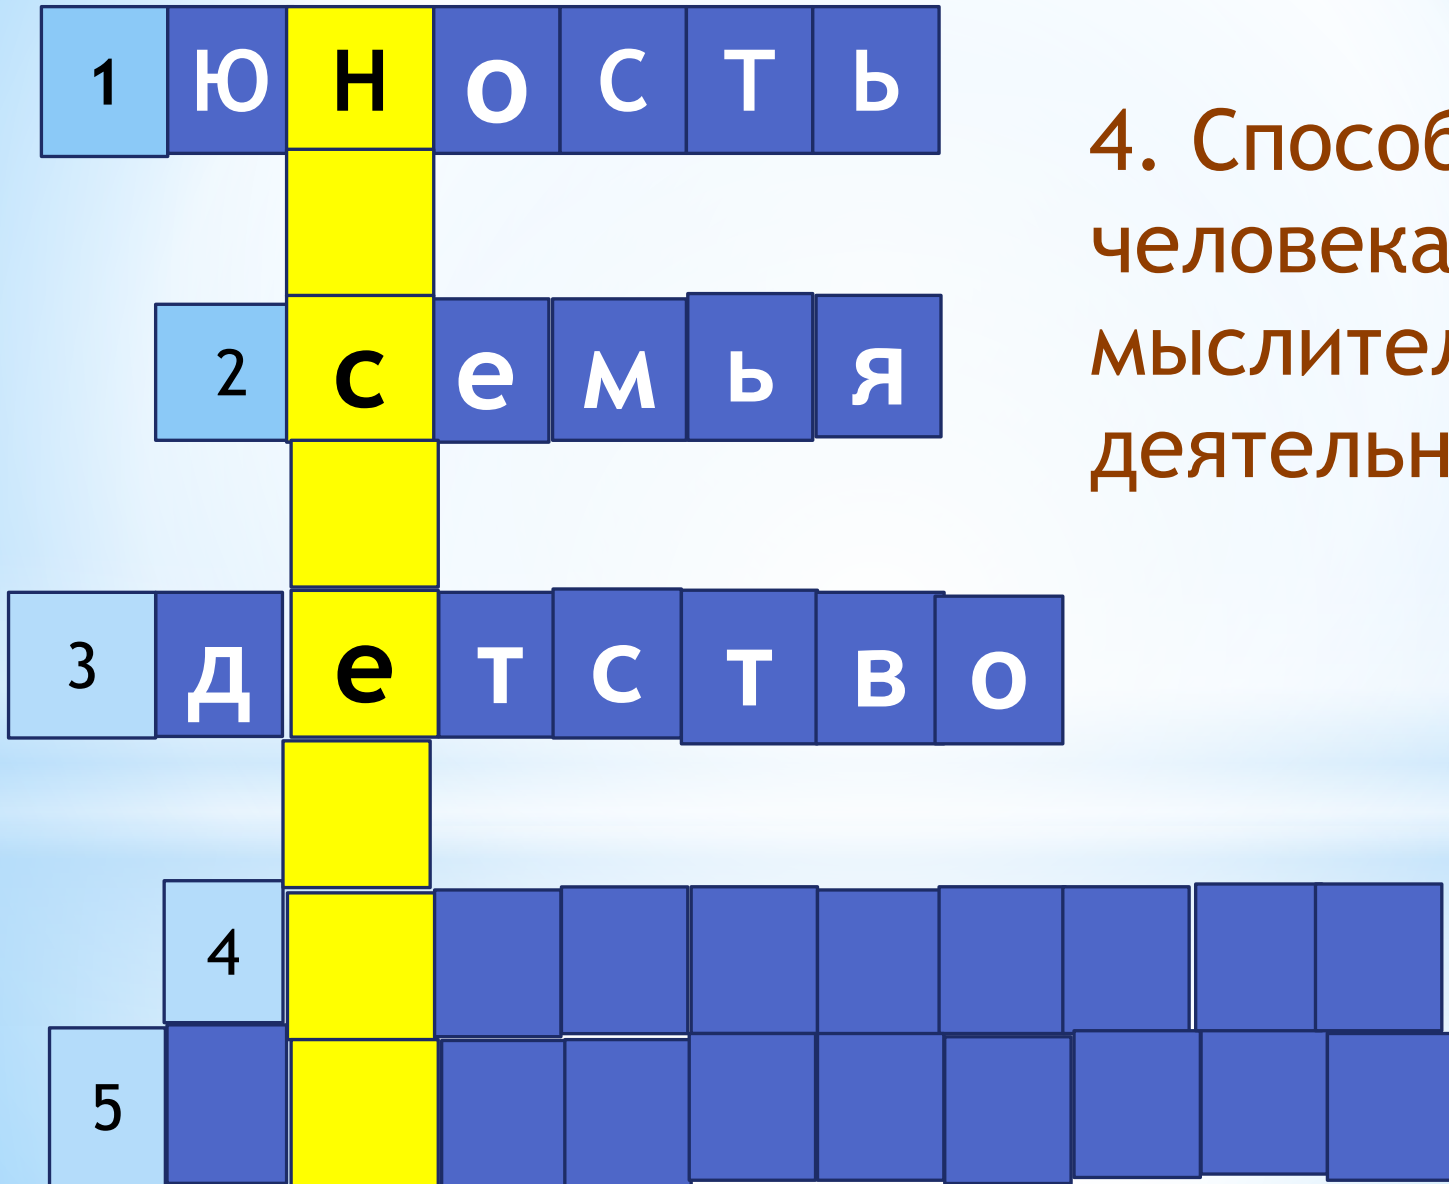 1 Ю Н о С Т Ь
2 с е м ь я
3 д е т с т в о
4
5
4. Способ
человека
мыслител
деятельн